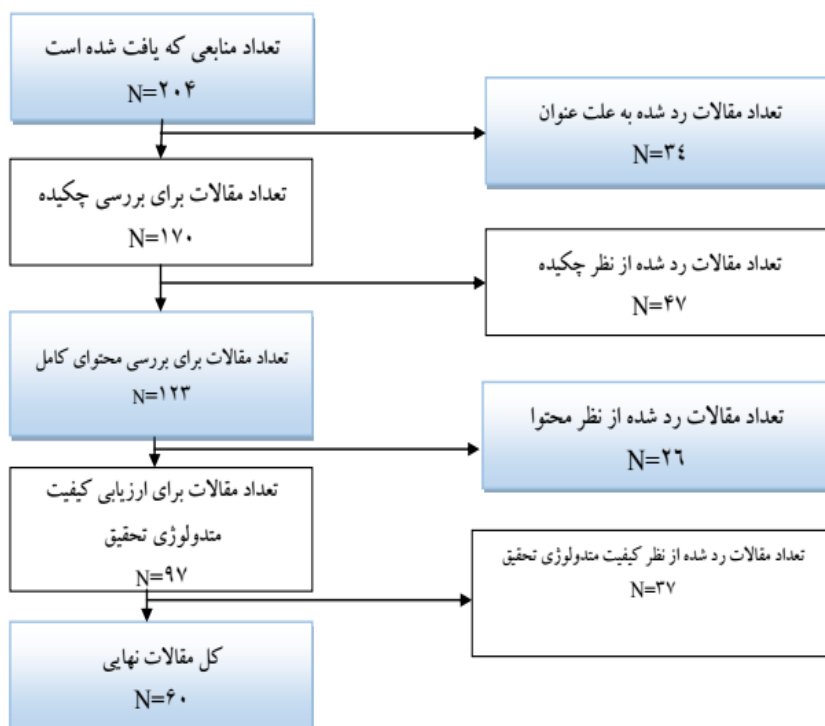 تعداد منابعی که یافت شده است
N=۲۰۴
تعداد مقالات رد شده به علت عنوان
N=۳٤
تعداد مقالات برای بررسی چکیده
N=۱۷۰
تعداد مقالات رد شده از نظر چکیده
N=۴۷
تعداد مقالات برای بررسی محتوای کامل
N=۱۲۳
تعداد مقالات رد شده از نظر محتوا
N=۲٦
تعداد مقالات برای ارزیابی کیفیت
متدولوژی تحقیق
N=۹۷
تعداد مقالات رد شده از نظر کیفیت متدولوژی تحقیق
N=۳۷
کل مقالات نهایی
N=۶۰